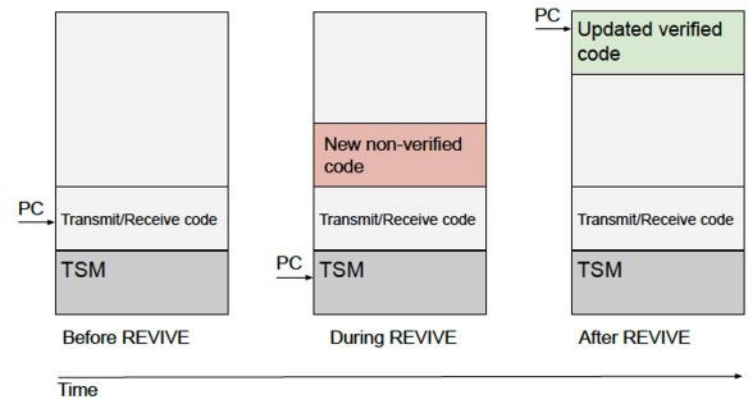 PC
Updated verified
code
New non-verified
code
PC
Transmit/Receive code
Transmit/Receive code
Transmit/Receive code
PC
TSM
TSM
TSM
Before REVIVE
During REVIVE
After REVIVE
Time